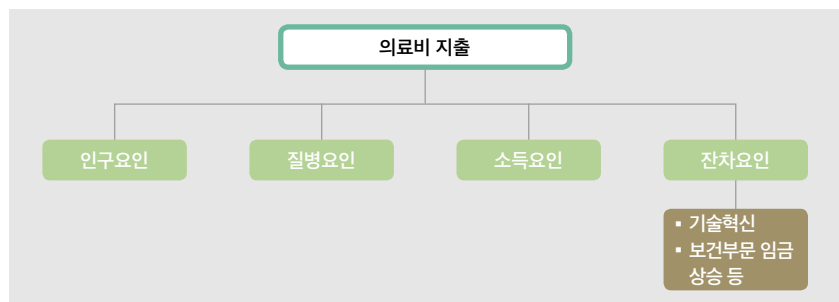 의료비 지출
인구요인
질병요인
소득요인
잔차요인
▪ 기술혁신
▪ 보건부문 임금
상승 등